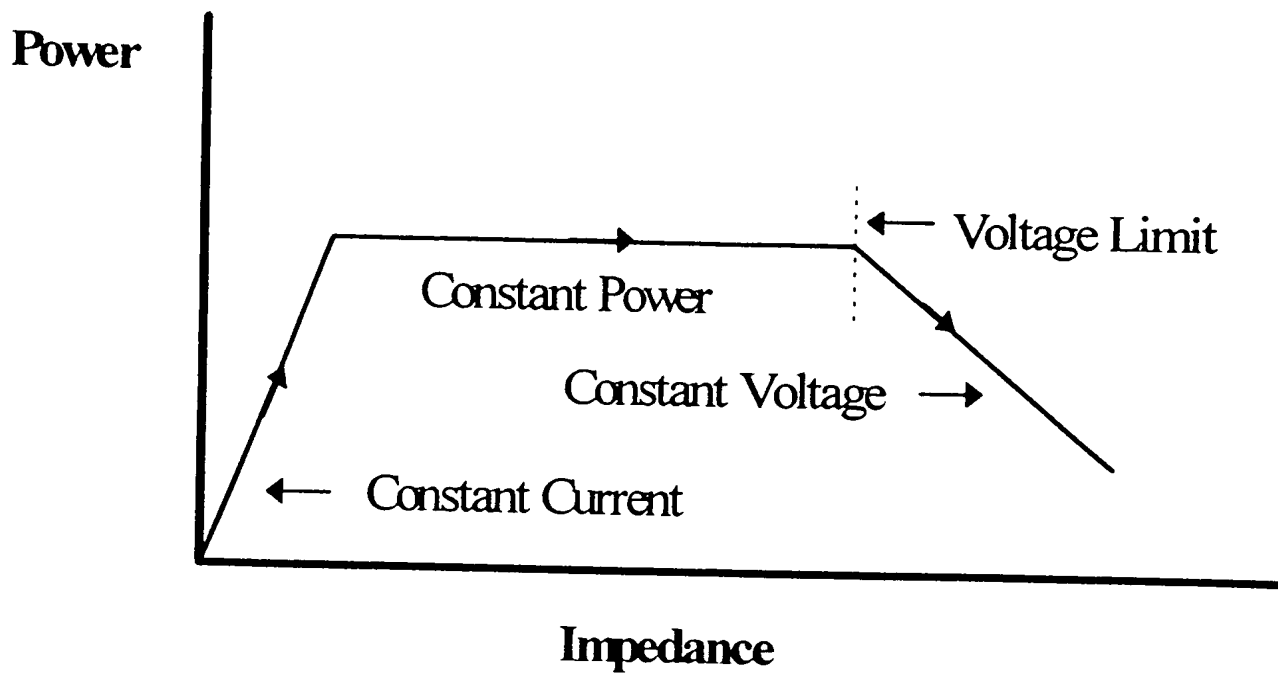 Power
Voltage Limit
Constant Power
Constant Voltage
Constant Current
Impedance